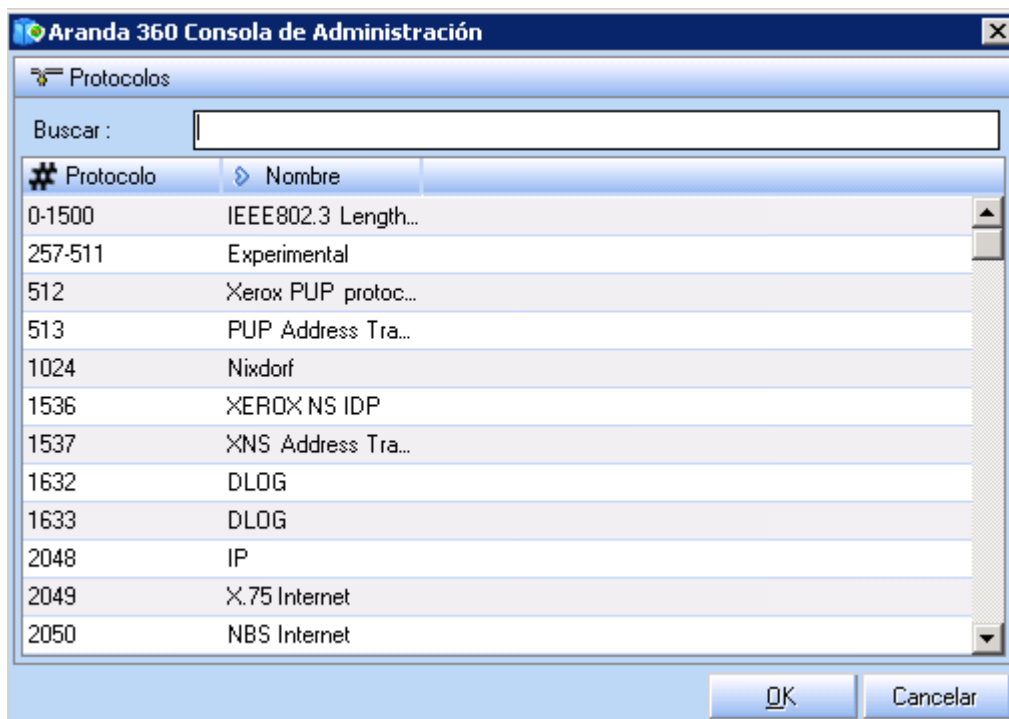 Aranda 360 Consola de Administración
Protocolos
Buscar :
Protocolo Nombre
0-1500 IEEE802.3 Length...
257-511 Experimental
512 Xerox PUP protoc...
513 PUP Address Tra...
1024 Nixdorf
1536 XEROX NS IDP
1537 XNS Address Tra...
1632 DLOG
1633 DLOG
2048 IP
2049 X.75 Internet
2050 NBS Internet
OK Cancelar